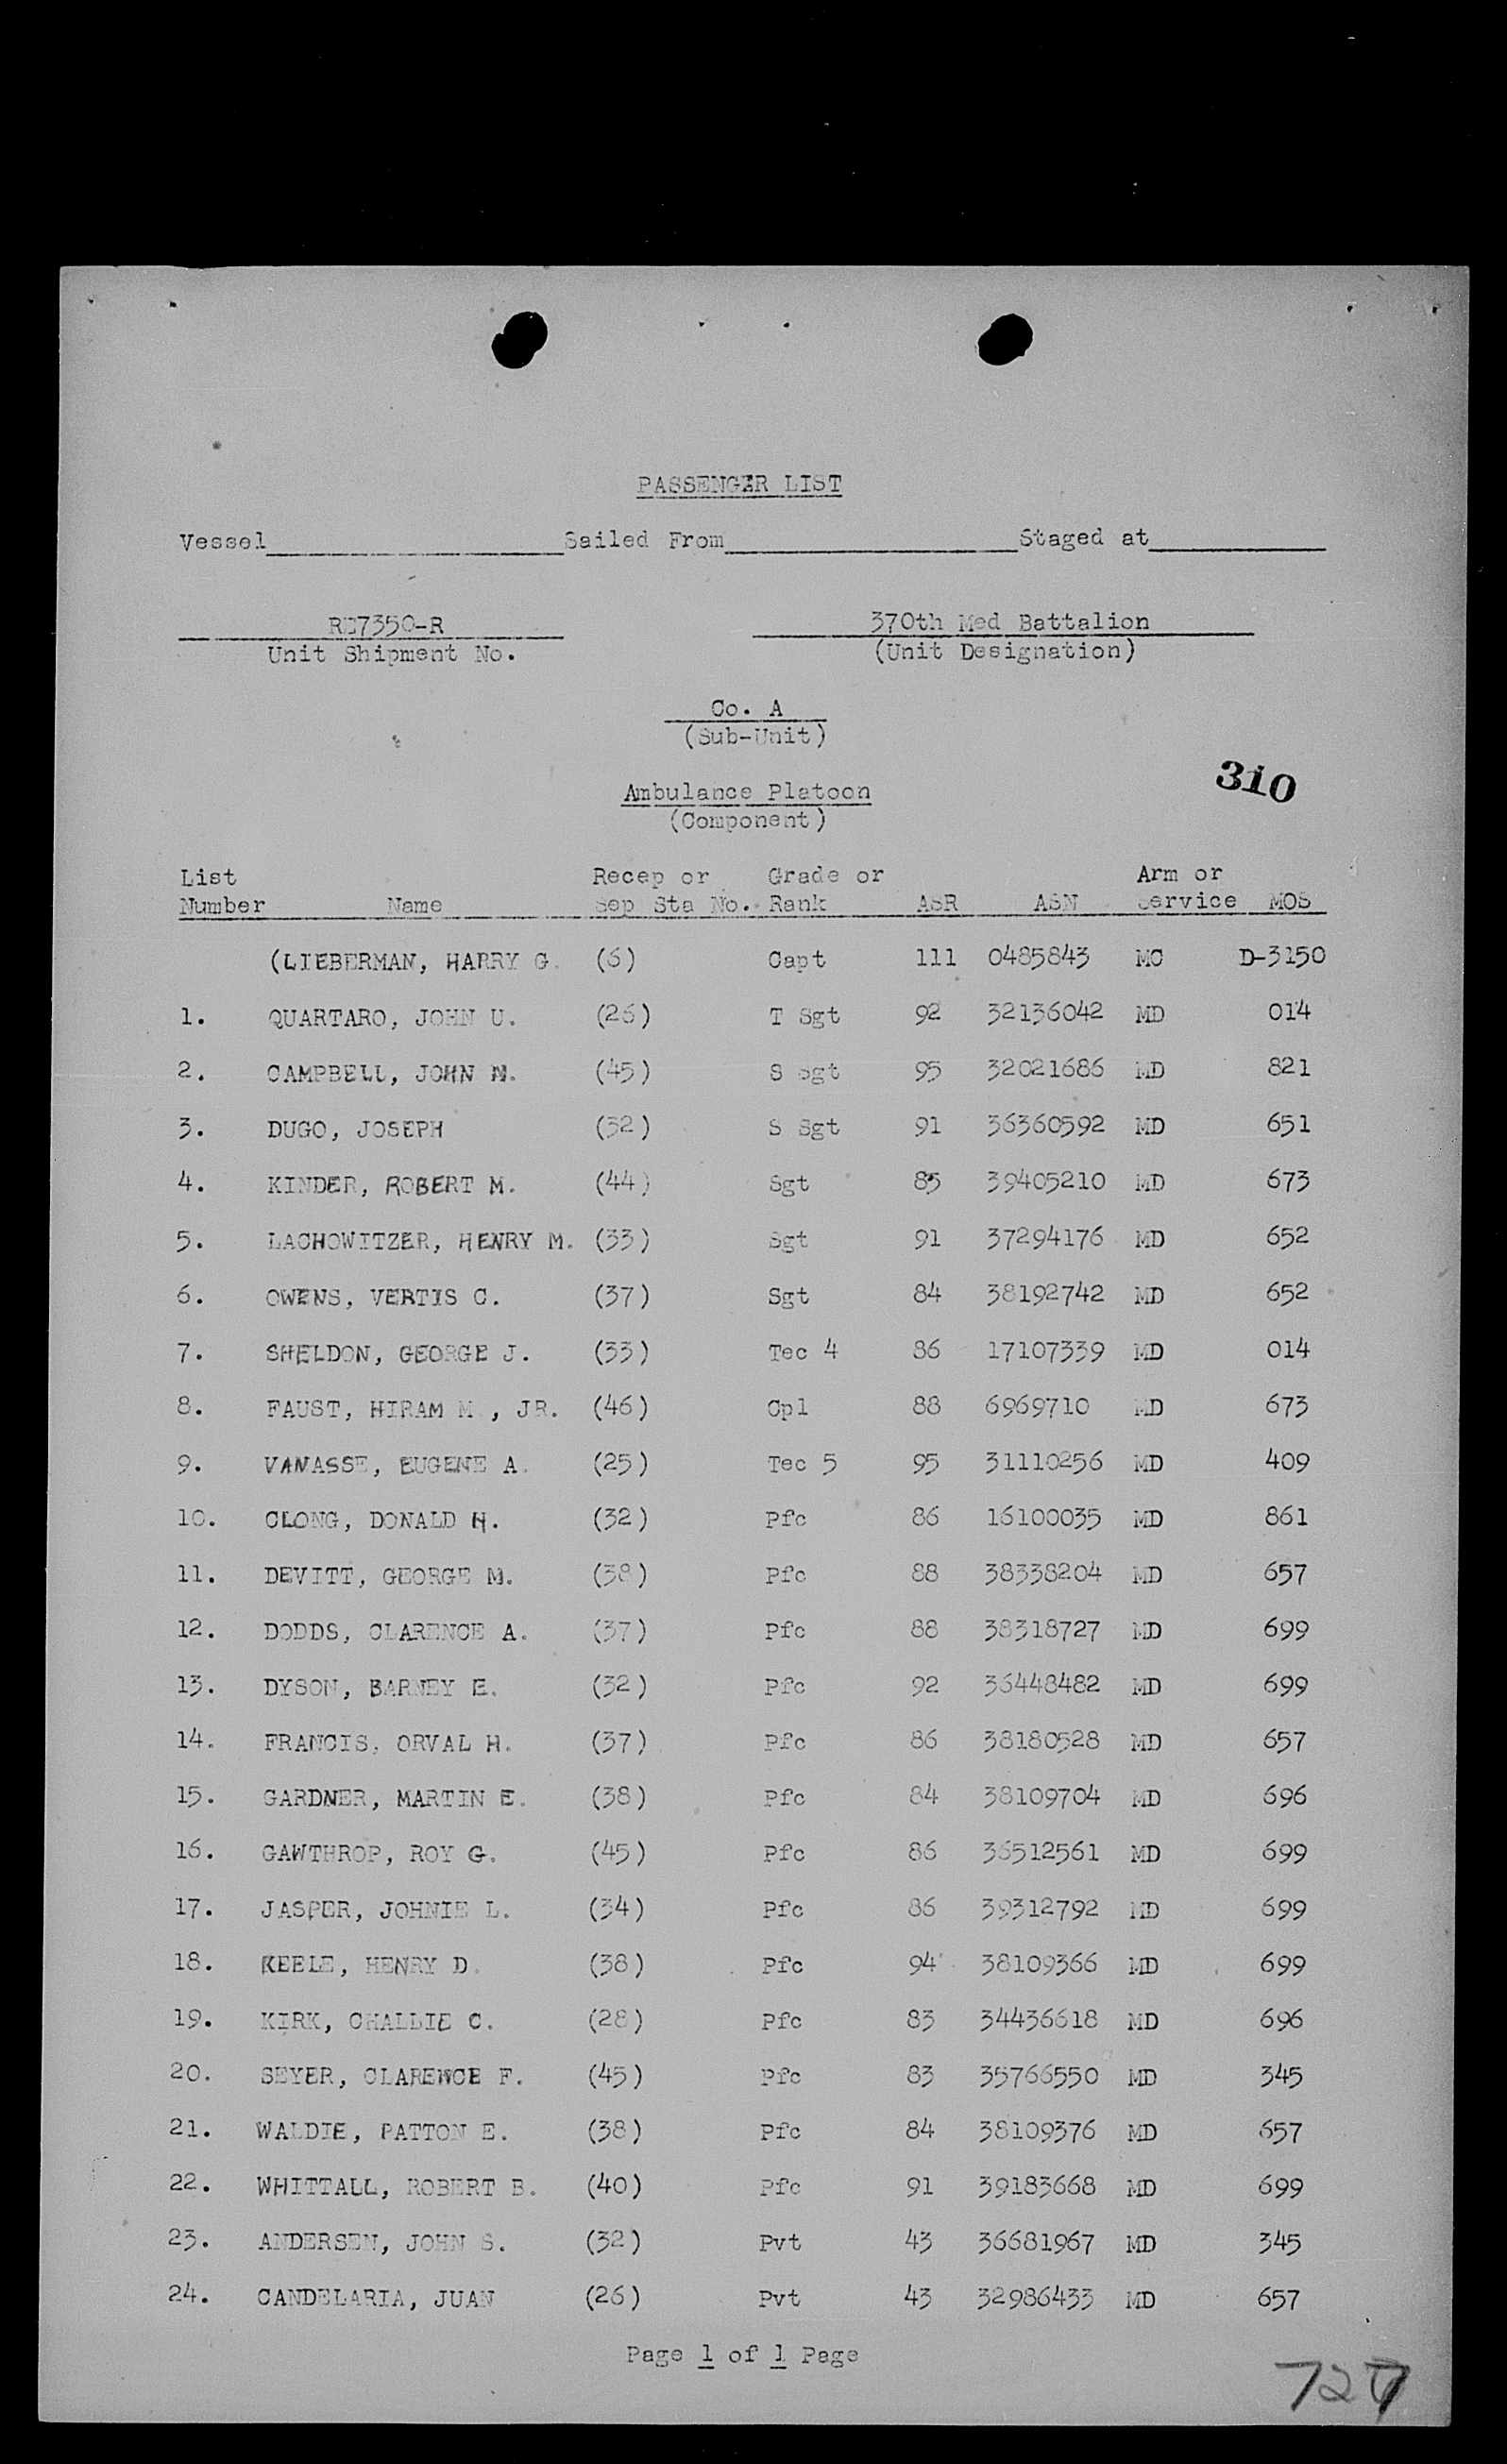 PASSENGER LIST
Vessel Sailed From Staged at
RE7350-R 370th Med Battalion
Unit Shipment No. (Unit Designation)
Co. A
(Sub-Unit)
310
Ambulance Platoon
(Component)
List Recep or Grade or Arm or
Number Name Sep Sta No. Rank ASR ASN Service MOS
(LIEBERMAN, HARRY G. (6) Capt 111 0485843 MC D-3150
1. QUARTARO, JOHN U. (26) T Sgt 92 32136042 MD 014
2. CAMPBELL, JOHN N. (45) S Sgt 95 32021686 MD 821
3. DUGO, JOSEPH (32) S Sgt 91 36360592 MD 651
4. KINDER, ROBERT M. (44) Sgt 85 39405210 MD 673
5. LACHOWITZER, HENRY M. (33) Sgt 91 37294176 MD 652
6. OWENS, VERTIS C. (37) Sgt 84 38192742 MD 652
7. SHELDON, GEORGE J. (33) Tec 4 86 17107339 MD 014
8. FAUST, HIRAM M., JR. (46) Cpl 88 6969710 MD 673
9. VANASSE, EUGENE A. (25) Tec 5 95 31110256 MD 409
10. CLONG, DONALD H. (32) Pfc 86 16100035 MD 861
11. DEVITT, GEORGE M. (38) Pfc 88 38338204 MD 657
12. DODDS, CLARENCE A. (37) Pfc 88 38318727 MD 699
13. DYSON, BARNEY E. (32) Pfc 92 36448482 MD 699
14. FRANCIS, ORVAL H. (37) Pfc 86 38180528 MD 657
15. GARDNER, MARTIN E. (38) Pfc 84 38109704 MD 696
16. GAWTHROP, ROY G. (45) Pfc 86 36512561 MD 699
17. JASPER, JOHNIE L. (34) Pfc 86 39312792 MD 699
18. KEELE, HENRY D. (38) Pfc 94 38109366 MD 699
19. KIRK, CHALLIE C. (28) Pfc 83 34436618 MD 696
20. SEYER, CLARENCE F. (45) Pfc 83 35766550 MD 345
21. WALDIE, PATTON E. (38) Pfc 84 38109376 MD 657
22. WHITTALL, ROBERT B. (40) Pfc 91 39183668 MD 699
23. ANDERSEN, JOHN S. (32) Pvt 43 36681967 MD 345
24. CANDELARIA, JUAN (26) Pvt 43 32986433 MD 657
Page 1 of 1 Page